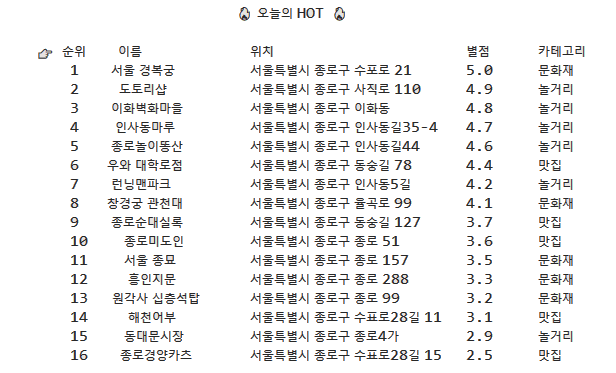 오늘의 HOT
순위 이름 위치 별점 카테고리
1 서울 경복궁 서울특별시 종로구 수포로 21 5.0 문화재
2 도토리샵 서울특별시 종로구 사직로 110 4.9 놀거리
3 이화벽화마을 서울특별시 종로구 이화동 4.8 놀거리
4 인사동마루 서울특별시 종로구 인사동길35-4 4.7 놀거리
5 종로놀이똥산 서울특별시 종로구 인사동길44 4.6 놀거리
6 우와 대학로점 서울특별시 종로구 동숭길 78 4.4 맛집
7 런닝맨파크 서울특별시 종로구 인사동5길 4.2 놀거리
8 창경궁 관천대 서울특별시 종로구 율곡로 99 4.1 문화재
9 종로순대실록 서울특별시 종로구 동숭길 127 3.7 맛집
10 종로미도인 서울특별시 종로구 종로 51 3.6 맛집
11 서울 종묘 서울특별시 종로구 종로 157 3.5 문화재
12 흥인지문 서울특별시 종로구 종로 288 3.3 문화재
13 원각사 십층석탑 서울특별시 종로구 종로 99 3.2 문화재
14 해천어부 서울특별시 종로구 수표로28길 11 3.1 맛집
15 동대문시장 서울특별시 종로구 종로4가 2.9 놀거리
16 종로경양카츠 서울특별시 종로구 수표로28길 15 2.5 맛집